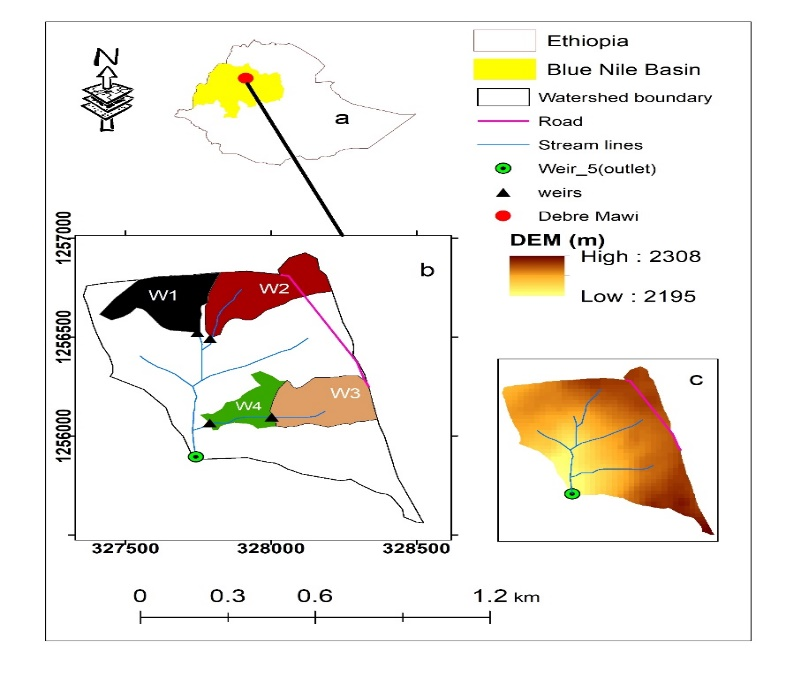 N
a
Ethiopia
Blue Nile Basin
Watershed boundary
Road
Stream lines
Weir_5(outlet)
weirs
Debre Mawi
DEM (m)
High : 2308
Low : 2195
1257000
1256500
1256000
b
W1
W2
W3
W4
327500 328000 328500
c
0 0.3 0.6 1.2 km